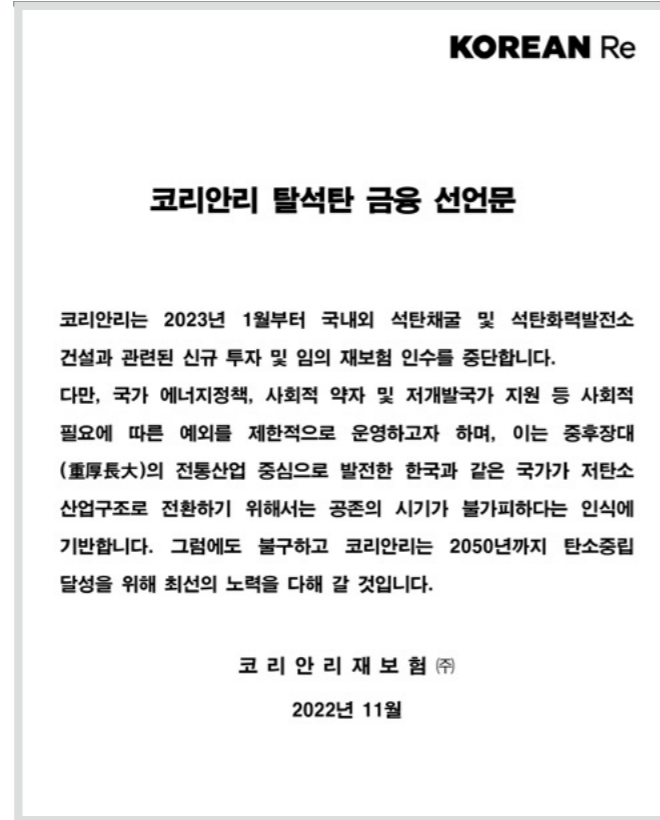 KOREAN Re
코리안리 탈석탄 금융 선언문
코리안리는 2023년 1월부터 국내외 석탄채굴 및 석탄화력발전소
건설과 관련된 신규 투자 및 임의 재보험 인수를 중단합니다.
다만, 국가 에너지정책, 사회적 약자 및 저개발국가 지원 등 사회적
필요에 따른 예외를 제한적으로 운영하고자 하며, 이는 중후장대
(重厚長大)의 전통산업 중심으로 발전한 한국과 같은 국가가 저탄소
산업구조로 전환하기 위해서는 공존의 시기가 불가피하다는 인식에
기반합니다. 그럼에도 불구하고 코리안리는 2050년까지 탄소중립
달성을 위해 최선의 노력을 다해 갈 것입니다.
코 리 안 리 재 보 험 ㈜
2022년 11월